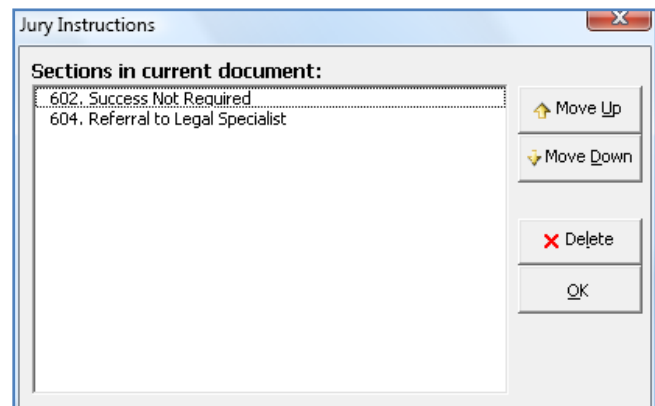 Jury Instructions
Sections in current document:
602. Success Not Required
604. Referral to Legal Specialist
Move Up
Move Down
Delete
OK